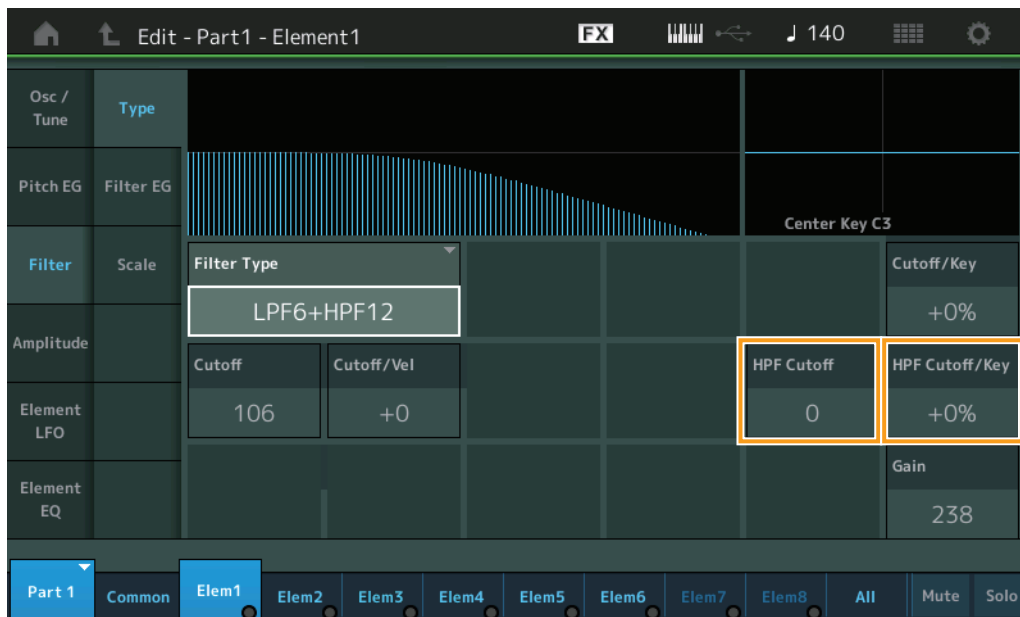 Edit - Part1 - Element1
FX
♩ 140
Osc /
Tune
Type
Pitch EG
Filter EG
Center Key C3
Filter
Scale
Filter Type
LPF6+HPF12
Cutoff/Key
+0%
Amplitude
Cutoff
106
Cutoff/Vel
+0
HPF Cutoff
0
HPF Cutoff/Key
+0%
Element
LFO
Element
EQ
Gain
238
Part 1
Common
Elem1
Elem2
Elem3
Elem4
Elem5
Elem6
Elem7
Elem8
All
Mute
Solo